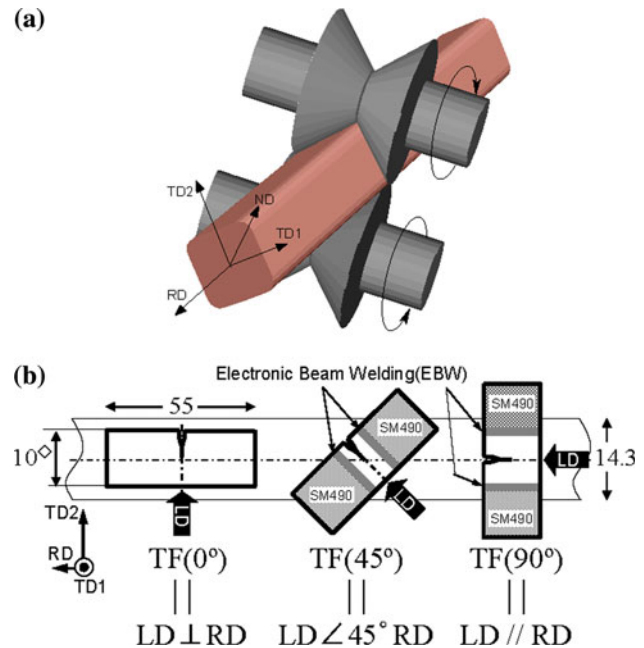 (a)
TD2
ND
TD1
RD
(b)
Electronic Beam Welding(EBW)
55
SM490
SM490
10◇
LD
LD
SM490
LD
14.3
SM490
TD2
RD
TD1
TF(0º)
TF(45º)
TF(90º)
||
||
||
LD⊥RD
LD∠45°RD
LD // RD